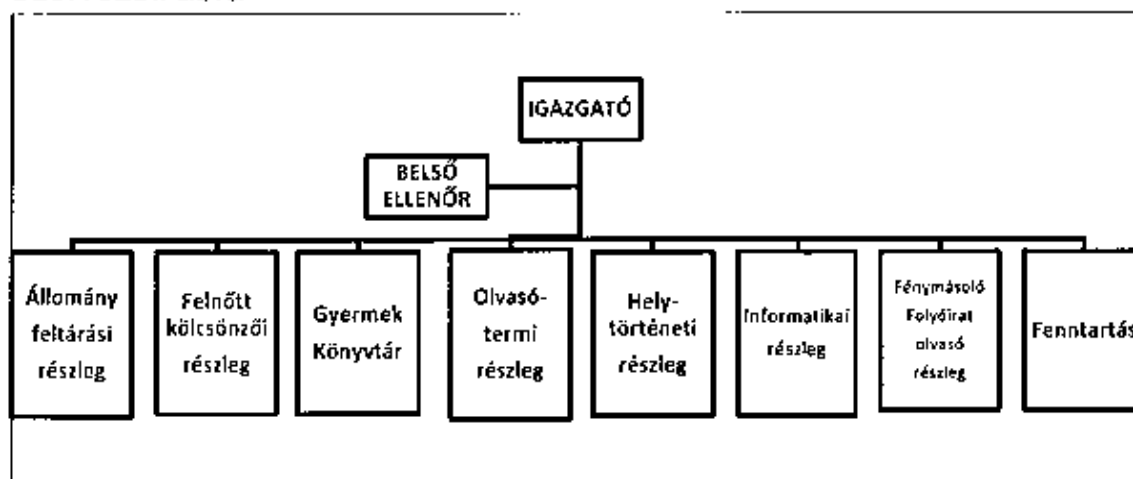 IGAZGATÓ
BELSŐ
ELLENŐR
Állomány
feltárási
részleg
Felnőtt
kölcsönzői
részleg
Gyermek
Könyvtár
Olvasó-
termi
részleg
Hely-
történeti
részleg
Informatikai
részleg
Fénymásoló
Folyóirat
olvasó
részleg
Fenntartás